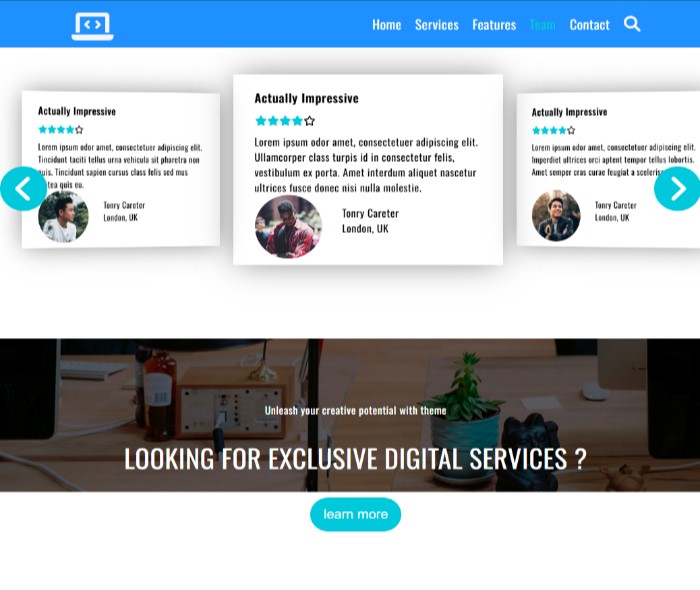 Home Services Features Team Contact
Actually Impressive
Lorem ipsum odor amet, consectetuer adipiscing elit.
Tincidunt taciti tellus urna vehicula sit pharetra non
quis. Tincidunt sapien cursus class felis sed mus
quis eu.
Tonry Careter
London, UK
Actually Impressive
Lorem ipsum odor amet, consectetuer adipiscing elit.
Ullamcorper class turpis id in consectetur felis,
vestibulum ex porta. Amet interdum aliquet nascetur
ultrices fusce donec nisi nulla molestie.
Tonry Careter
London, UK
Actually Impressive
Lorem ipsum odor amet, consectetuer adipiscing elit.
Imperdiet ultrices orci aptent tempor tellus lobortis.
Amet semper cras curae feugiat a
Tonry Careter
London, UK
Unleash your creative potential with theme
LOOKING FOR EXCLUSIVE DIGITAL SERVICES ?
learn more